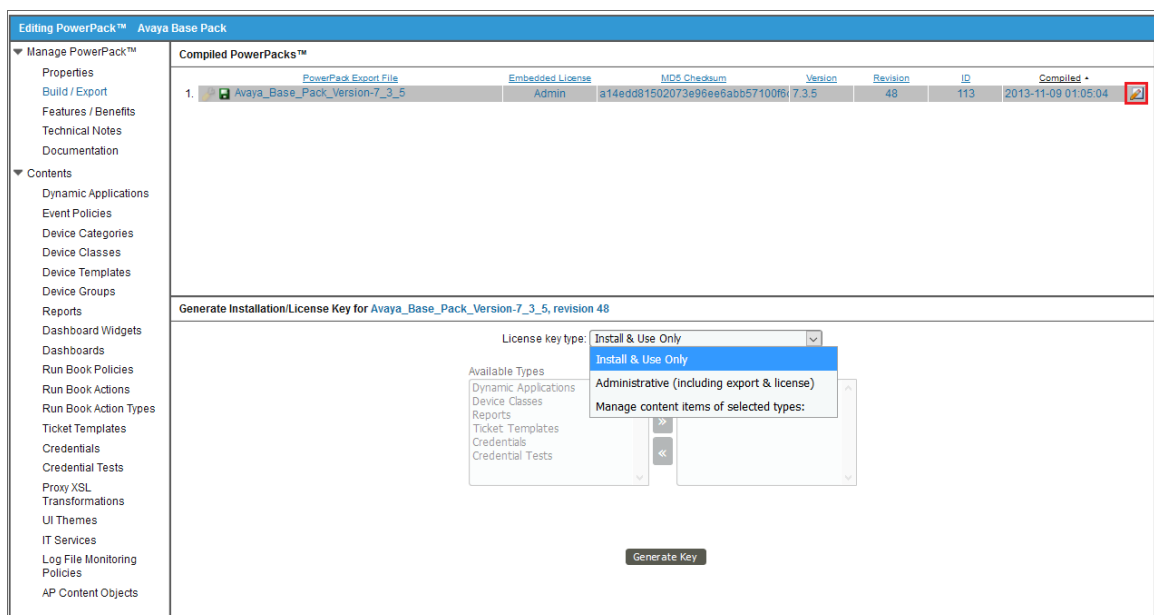 Editing PowerPack™ Avaya Base Pack
Manage PowerPack™
Properties
Build / Export
Features / Benefits
Technical Notes
Documentation
Contents
Dynamic Applications
Event Policies
Device Categories
Device Classes
Device Templates
Device Groups
Reports
Dashboard Widgets
Dashboards
Run Book Policies
Run Book Actions
Run Book Action Types
Ticket Templates
Credentials
Credential Tests
Proxy XSL
Transformations
UI Themes
IT Services
Log File Monitoring
Policies
AP Content Objects
Compiled PowerPacks™
PowerPack Export File Embedded License MD5 Checksum Version Revision ID Compiled
1. Avaya_Base_Pack_Version-7_3_5 Admin a14edd81502073e96ee6abb57100f6 7.3.5 48 113 2013-11-09 01:05:04
Generate Installation/License Key for Avaya_Base_Pack_Version-7_3_5, revision 48
License key type: Install & Use Only
Install & Use Only
Administrative (including export & license)
Manage content items of selected types:
Available Types
Dynamic Applications
Device Classes
Reports
Ticket Templates
Credentials
Credential Tests
»
«
Generate Key